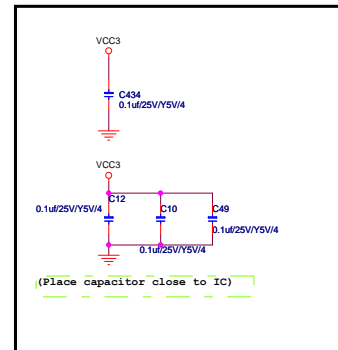 VCC3
C434
0.1uf/25V/Y5V/4
VCC3
C12
0.1uf/25V/Y5V/4
C10
0.1uf/25V/Y5V/4
C49
0.1uf/25V/Y5V/4
(Place capacitor close to IC)